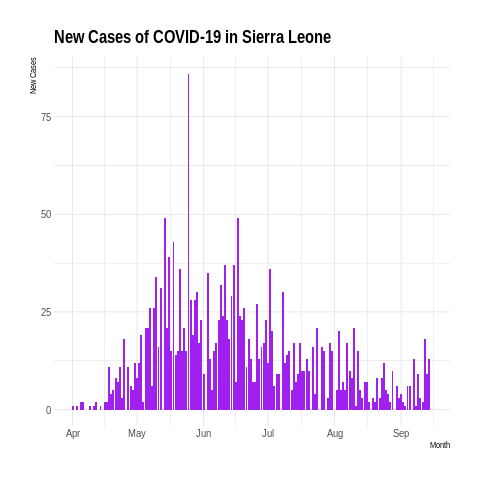 New Cases of COVID-19 in Sierra Leone
New Cases
75
50
25
0
Apr May Jun Jul Aug Sep
Month